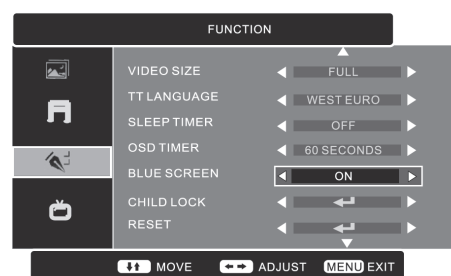 FUNCTION
VIDEO SIZE FULL
TT LANGUAGE WEST EURO
SLEEP TIMER OFF
OSD TIMER 60 SECONDS
BLUE SCREEN ON
CHILD LOCK
RESET
MOVE ADJUST MENU EXIT